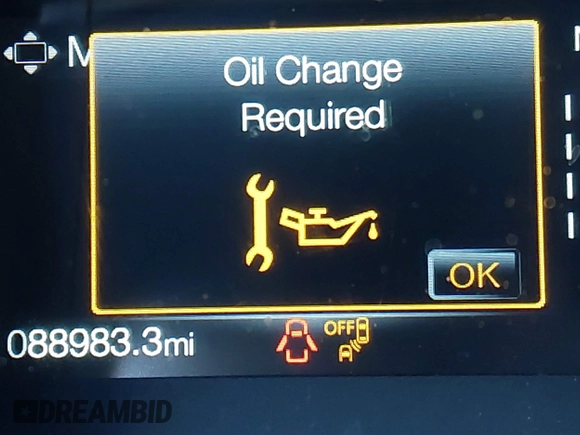 M
Oil Change
Required
OK
088983.3mi
OFF
DREAMBID